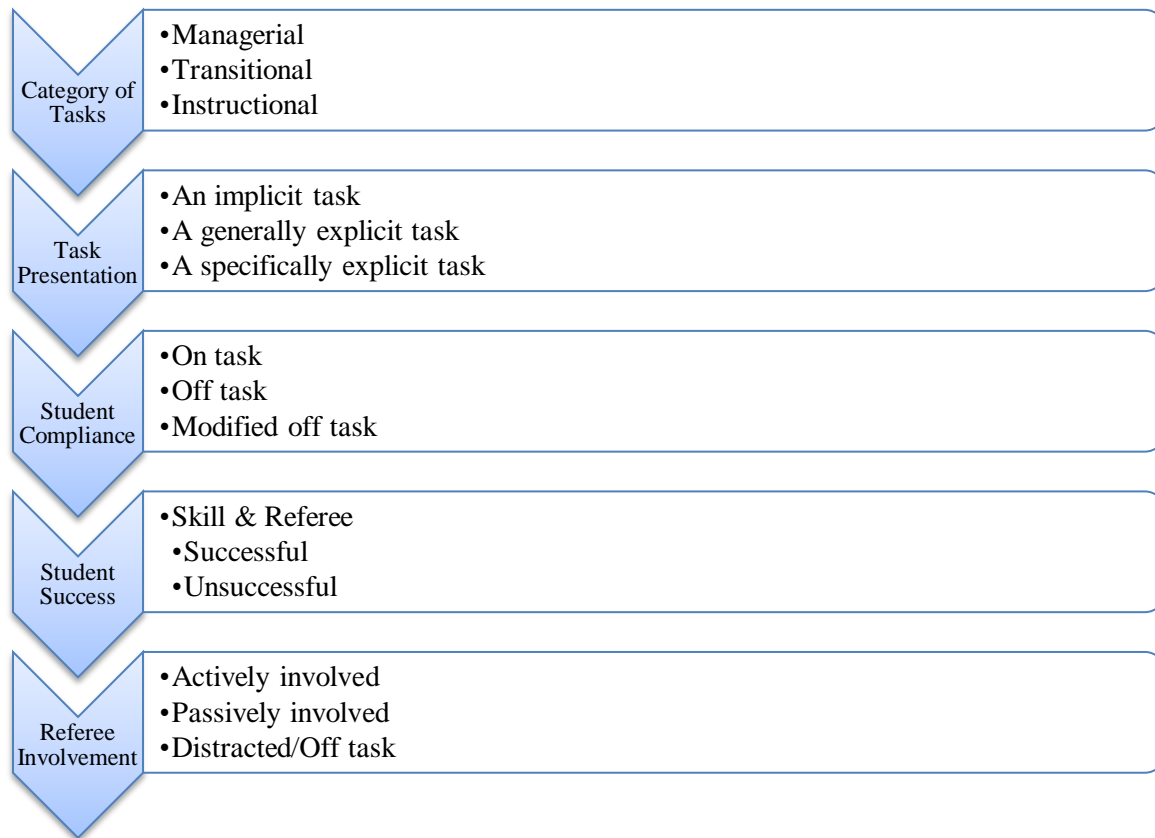 Category of
Tasks
•Managerial
•Transitional
•Instructional
Task
Presentation
•An implicit task
•A generally explicit task
•A specifically explicit task
Student
Compliance
•On task
•Off task
•Modified off task
Student
Success
•Skill & Referee
•Successful
•Unsuccessful
Referee
Involvement
•Actively involved
•Passively involved
•Distracted/Off task